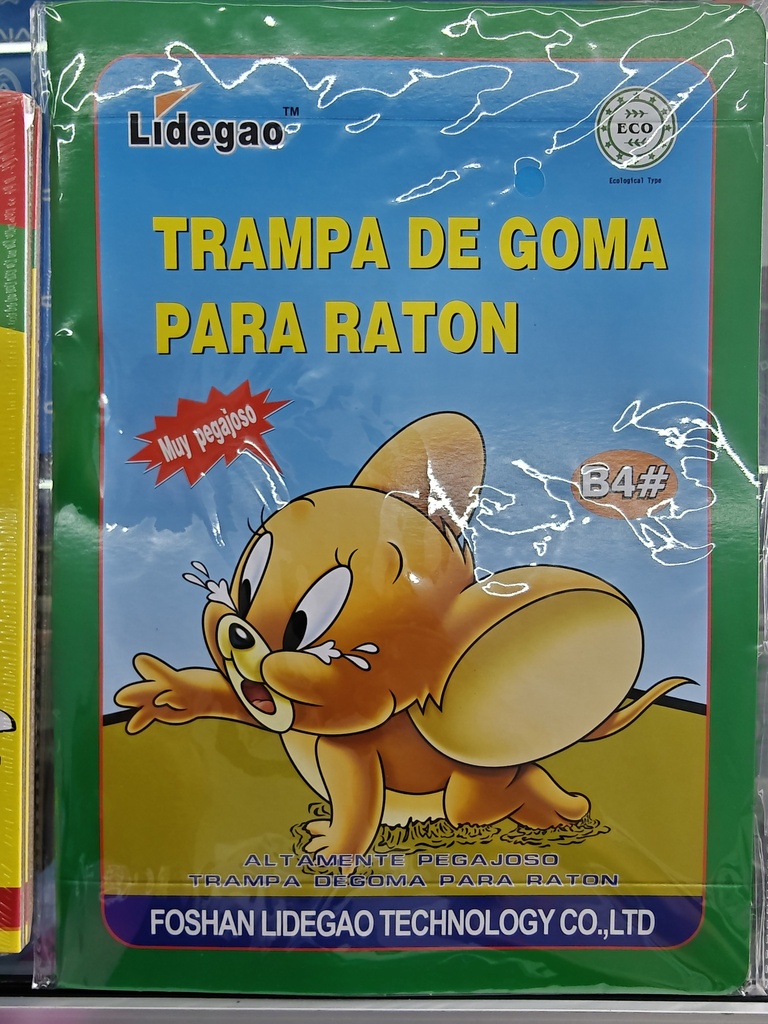 Lidegao™
ECO
Ecological Type
TRAMPA DE GOMA
PARA RATON
Muy pegajoso
B4#
ALTAMENTE PEGAJOSO
TRAMPA DEGOMA PARA RATON
FOSHAN LIDEGAO TECHNOLOGY CO.,LTD